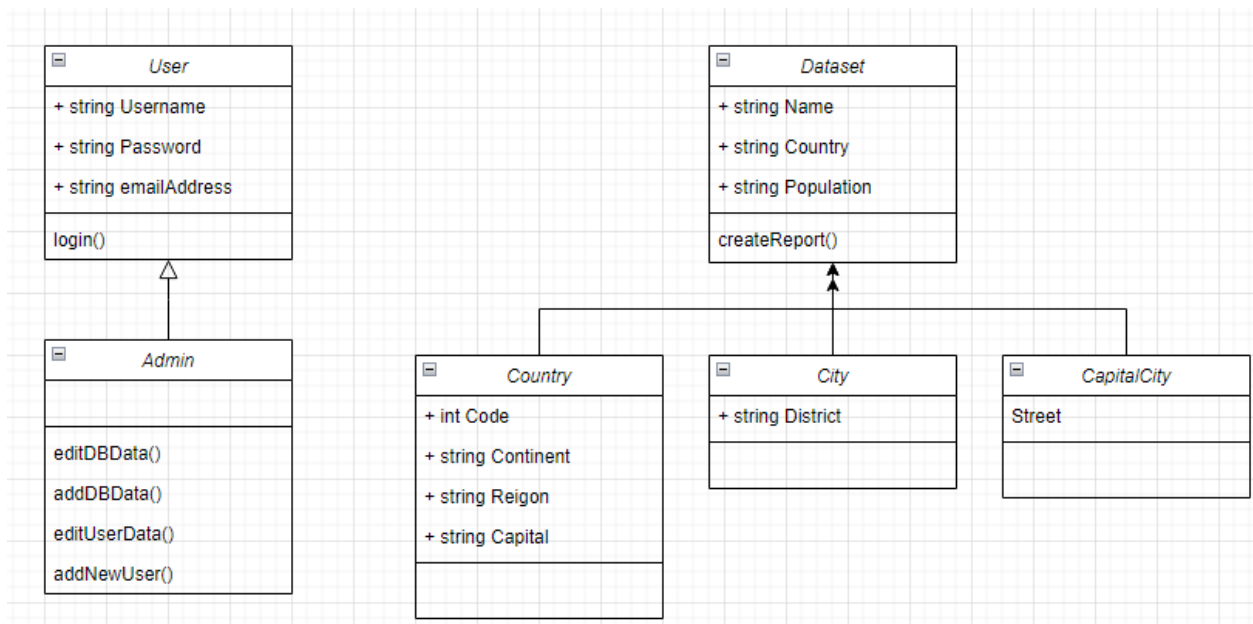 User
+ string Username
+ string Password
+ string emailAddress
login()
Admin
editDBData()
addDBData()
editUserData()
addNewUser()
Dataset
+ string Name
+ string Country
+ string Population
createReport()
Country
+ int Code
+ string Continent
+ string Reigon
+ string Capital
City
+ string District
CapitalCity
Street